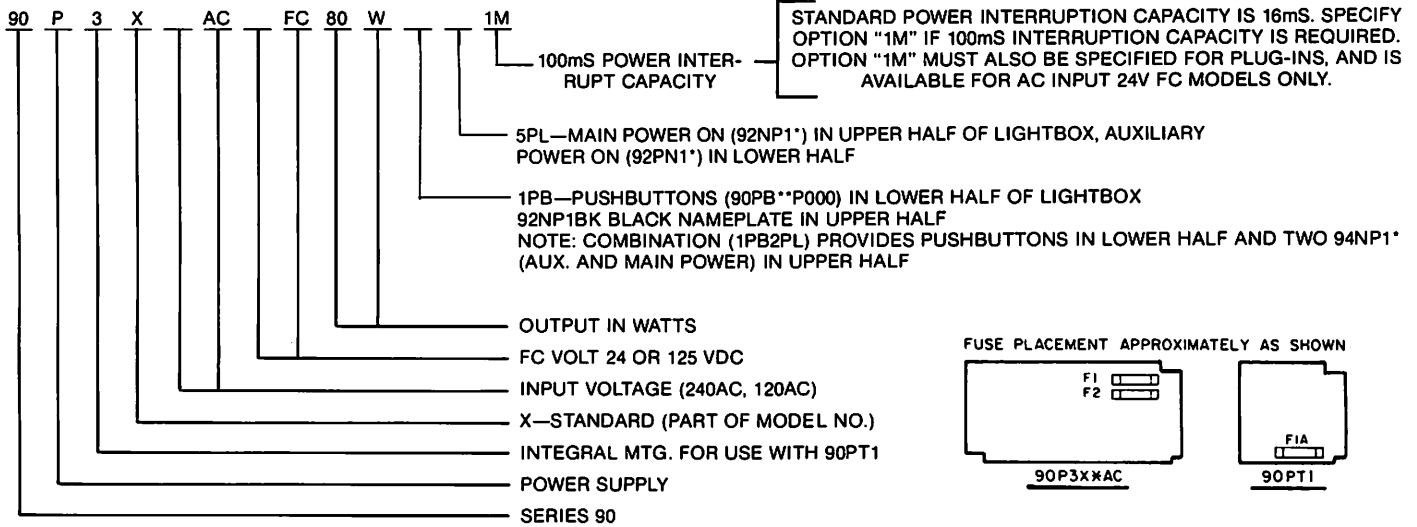 90 P 3 X AC FC 80 W 1M
STANDARD POWER INTERRUPTION CAPACITY IS 16mS. SPECIFY
OPTION "1M" IF 100mS INTERRUPTION CAPACITY IS REQUIRED.
OPTION "1M" MUST ALSO BE SPECIFIED FOR PLUG-INS, AND IS
AVAILABLE FOR AC INPUT 24V FC MODELS ONLY.
100mS POWER INTER-
RUPT CAPACITY
5PL—MAIN POWER ON (92NP1*) IN UPPER HALF OF LIGHTBOX, AUXILIARY
POWER ON (92PN1*) IN LOWER HALF
1PB—PUSHBUTTONS (90PB**P000) IN LOWER HALF OF LIGHTBOX
92NP1BK BLACK NAMEPLATE IN UPPER HALF
NOTE: COMBINATION (1PB2PL) PROVIDES PUSHBUTTONS IN LOWER HALF AND TWO 94NP1*
(AUX. AND MAIN POWER) IN UPPER HALF
OUTPUT IN WATTS
FC VOLT 24 OR 125 VDC
INPUT VOLTAGE (240AC, 120AC)
X—STANDARD (PART OF MODEL NO.)
INTEGRAL MTG. FOR USE WITH 90PT1
POWER SUPPLY
SERIES 90
FUSE PLACEMENT APPROXIMATELY AS SHOWN
F1
F2
F1A
90P3X*AC
90PT1